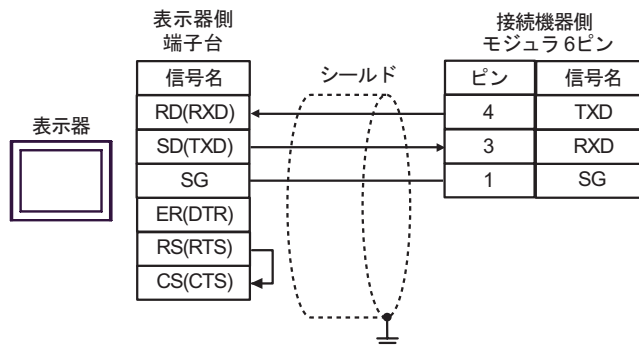 表示器側
端子台
接続機器側
モジュラ 6ピン
信号名
シールド
ピン
信号名
RD(RXD)
4
TXD
表示器
SD(TXD)
3
RXD
SG
1
SG
ER(DTR)
RS(RTS)
CS(CTS)